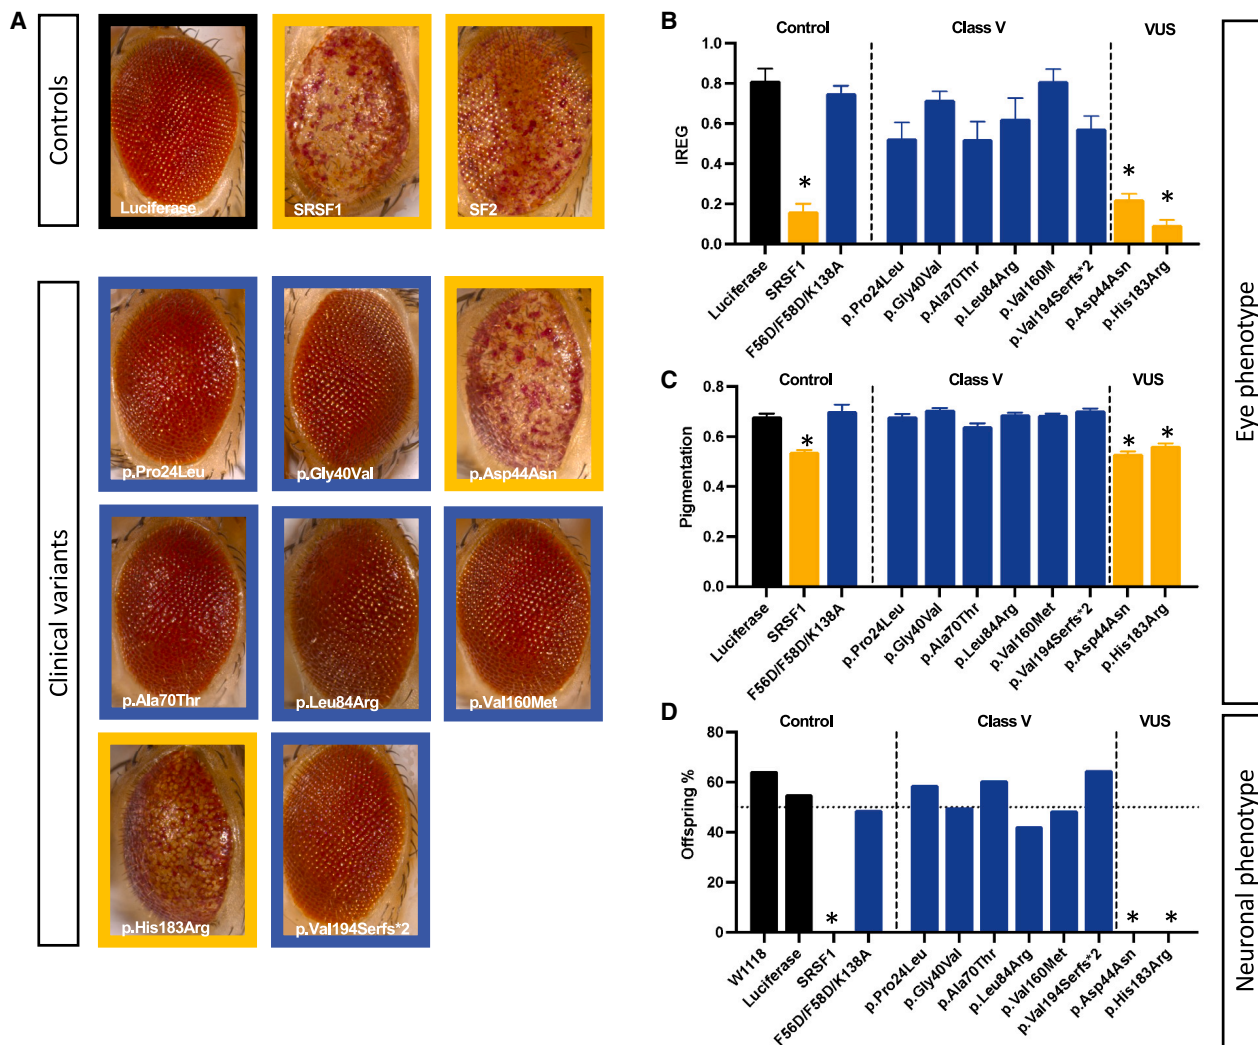 A
Controls
Luciferase
SRSF1
SF2
Clinical variants
p.Pro24Leu
p.Gly40Val
p.Asp44Asn
p.Ala70Thr
p.Leu84Arg
p.Val160Met
p.His183Arg
p.Val194Serfs*2
B
Control
Class V
VUS
IREG
1.0
0.8
0.6
0.4
0.2
0.0
*
*
*
Luciferase
SRSF1
F56D/F58D/K138A
p.Pro24Leu
p.Gly40Val
p.Ala70Thr
p.Leu84Arg
p.Val160M
p.Val194Serfs*2
p.Asp44Asn
p.His183Arg
C
Control
Class V
VUS
Pigmentation
0.8
0.6
0.4
0.2
0.0
*
*
*
Luciferase
SRSF1
F56D/F58D/K138A
p.Pro24Leu
p.Gly40Val
p.Ala70Thr
p.Leu84Arg
p.Val160Met
p.Val194Serfs*2
p.Asp44Asn
p.His183Arg
Eye phenotype
D
Control
Class V
VUS
Offspring %
80
60
40
20
0
*
*
*
W1118
Luciferase
SRSF1
F56D/F58D/K138A
p.Pro24Leu
p.Gly40Val
p.Ala70Thr
p.Leu84Arg
p.Val160Met
p.Val194Serfs*2
p.Asp44Asn
p.His183Arg
Neuronal phenotype